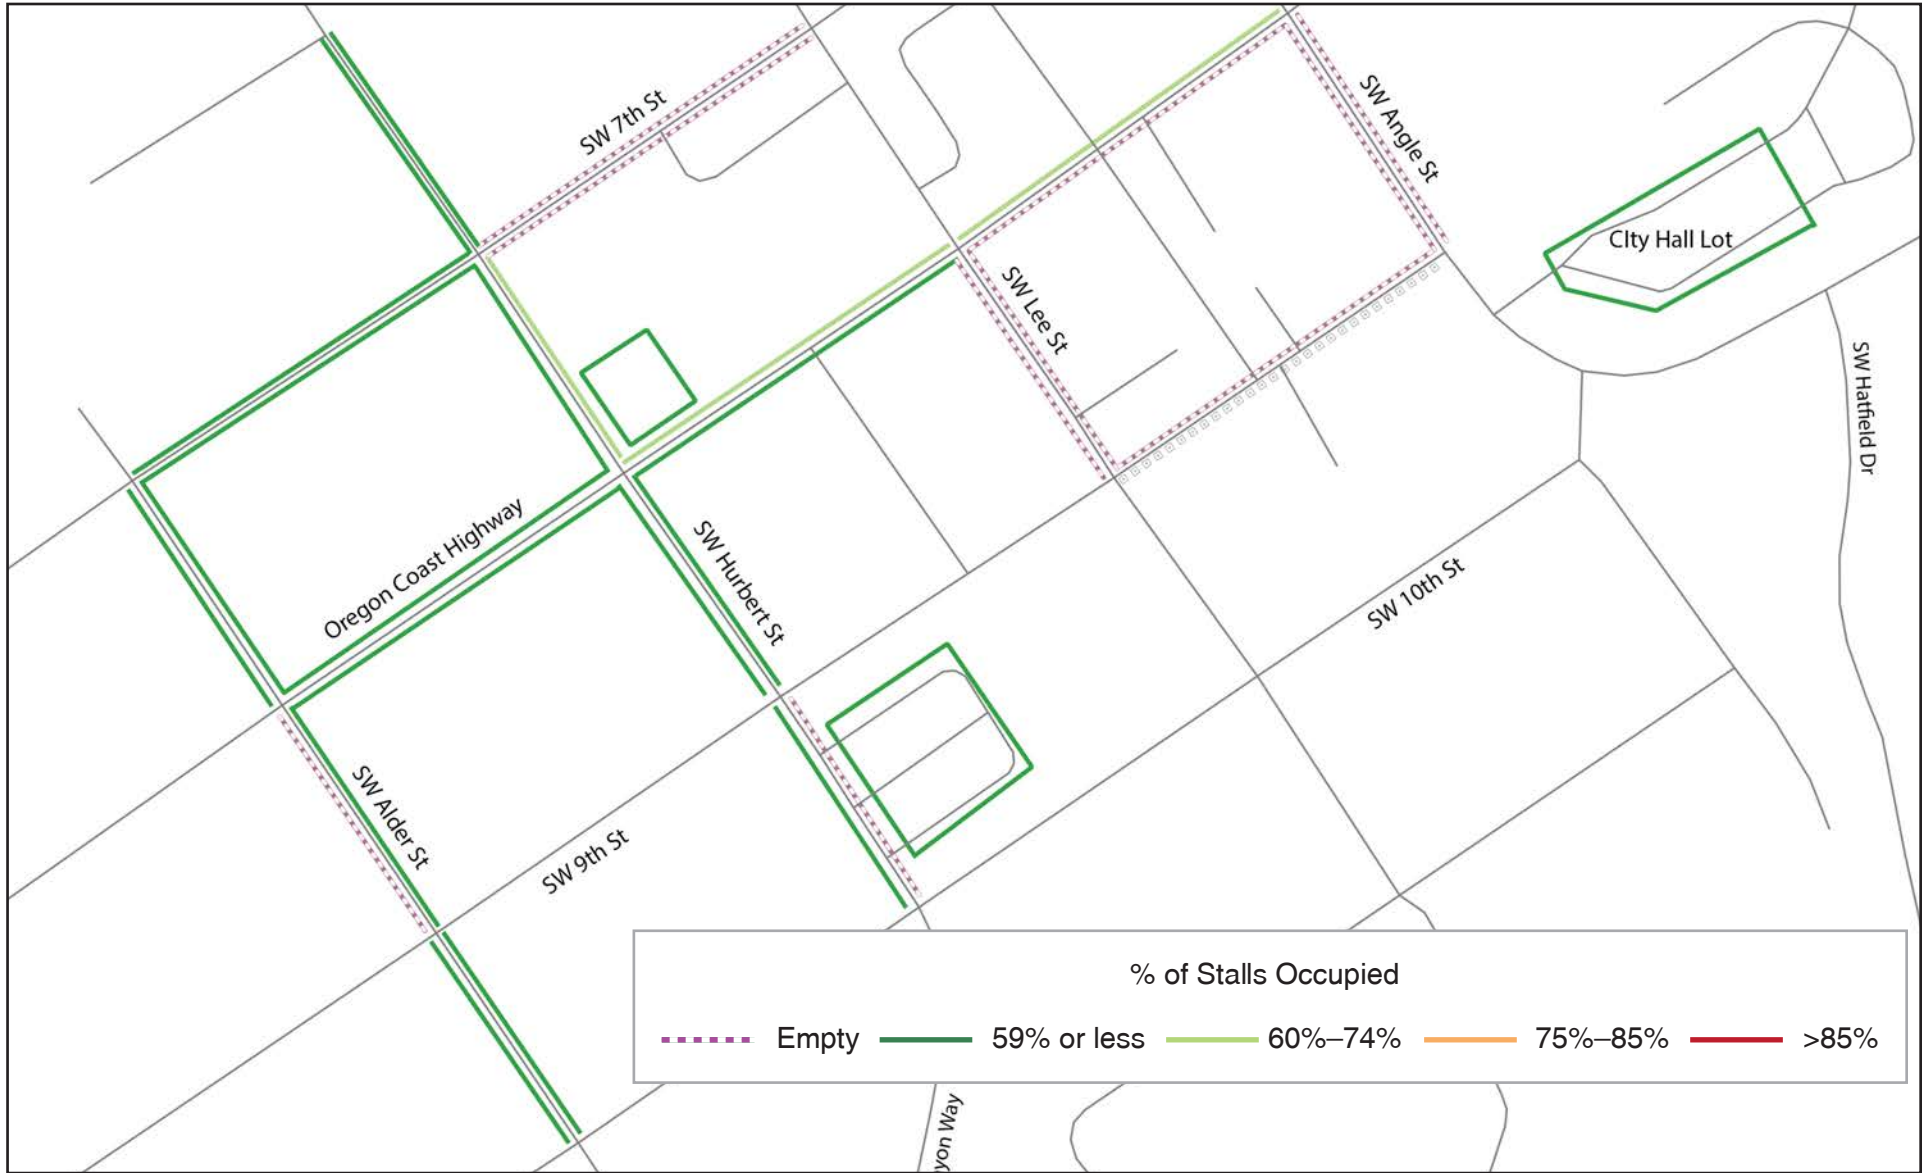 SW 7th St
SW Angle St
CIty Hall Lot
SW Lee St
SW Hatfield Dr
Oregon Coast Highway
SW Hurbert St
SW 10th St
SW Alder St
SW 9th St
% of Stalls Occupied
Empty 59% or less 60%–74% 75%–85% >85%
yon Way